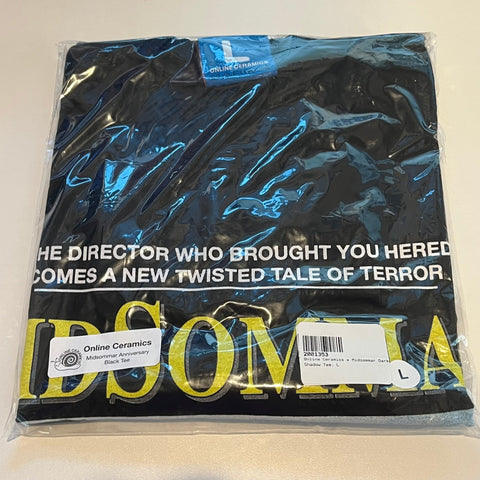 L
ONLINE CERAMICS
HE DIRECTOR WHO BROUGHT YOU HERED
COMES A NEW TWISTED TALE OF TERROR
IDSOMMA
Online Ceramics
Midsommar Anniversary
Black Tee
2001353
Online Ceramics x Midsommar Dark
Shadow Tee: L
L